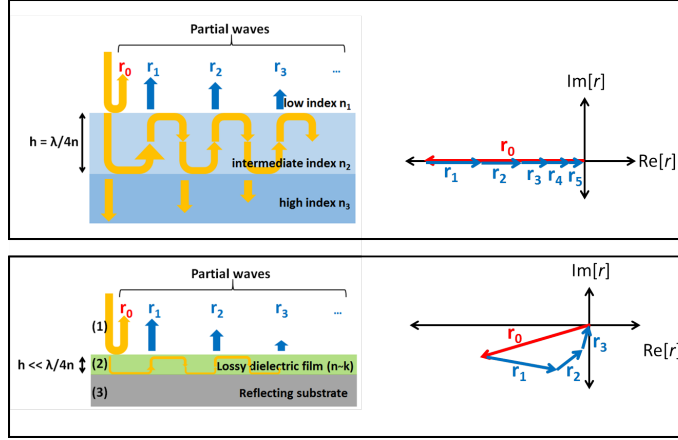 Partial waves
r0 r1 r2 r3 ...
low index n1
h = λ/4n
intermediate index n2
high index n3
Im[r]
r0
Re[r]
r1 r2 r3 r4 r5
Partial waves
r0 r1 r2 r3 ...
(1)
h << λ/4n
(2)
Lossy dielectric film (n~k)
(3)
Reflecting substrate
Im[r]
r0
Re[r]
r3
r1
r2